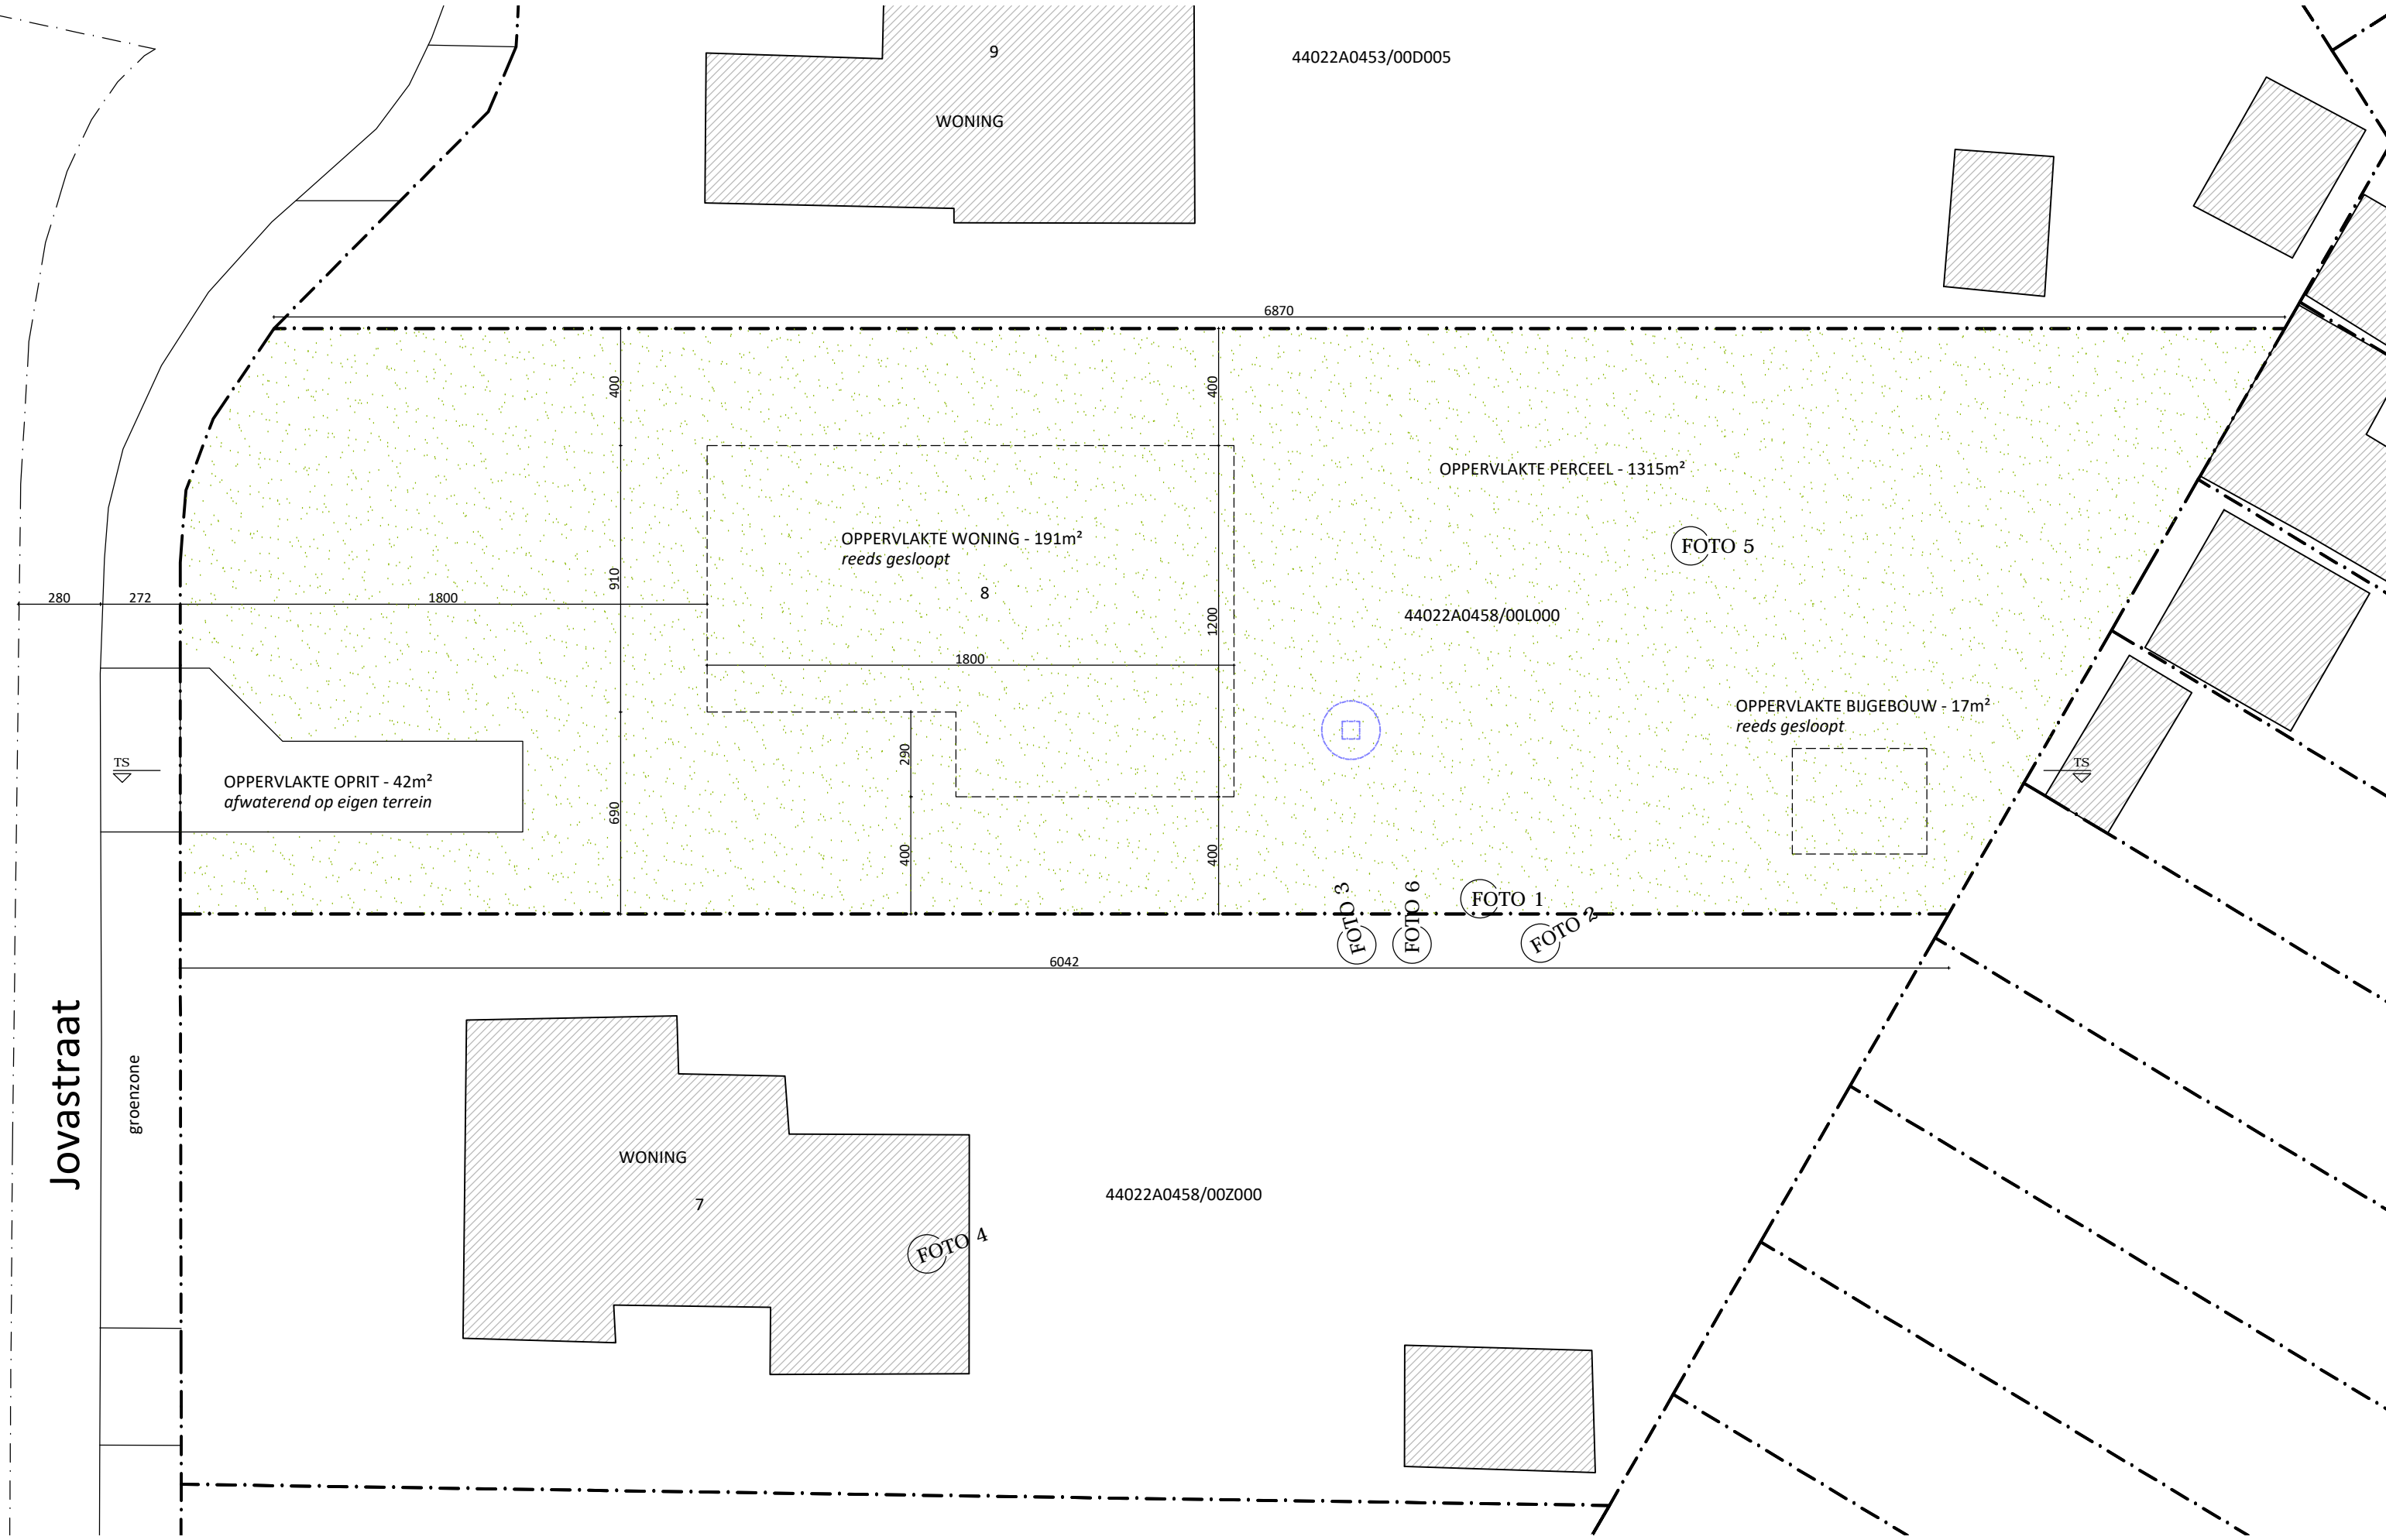 9
WONING
44022A0453/00D005
6870
400
400
OPPERVLAKTE PERCEEL - 1315m²
OPPERVLAKTE WONING - 191m²
reeds gesloopt
8
FOTO 5
910
280
272
1800
1200
44022A0458/00L000
1800
OPPERVLAKTE BIJGEBOUW - 17m²
reeds gesloopt
290
TS
TS
OPPERVLAKTE OPRIT - 42m²
afwaterend op eigen terrein
690
400
400
FOTO 3
FOTO 6
FOTO 1
FOTO 2
6042
Jovastraat
groenzone
WONING
7
44022A0458/00Z000
FOTO 4